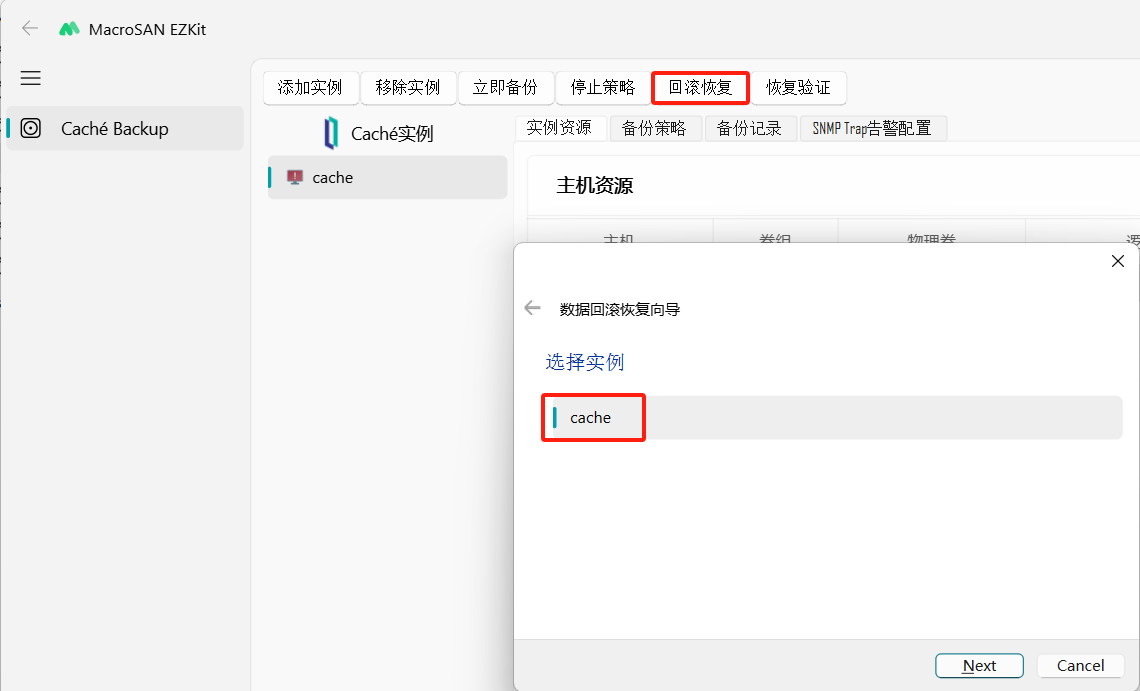 MacroSAN EZKit
Caché Backup
添加实例 移除实例 立即备份 停止策略 回滚恢复 恢复验证
Caché实例
cache
实例资源 备份策略 备份记录 SNMP Trap告警配置
主机资源
主机 卷组 物理卷
数据回滚恢复向导
选择实例
cache
Next Cancel